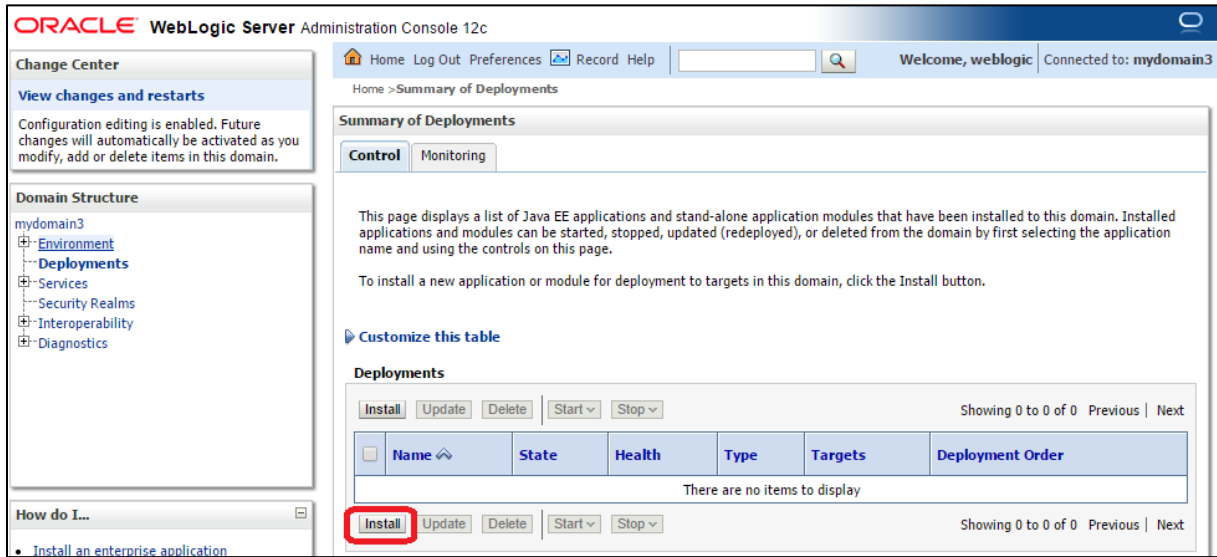 ORACLE WebLogic Server Administration Console 12c
Change Center
View changes and restarts
Configuration editing is enabled. Future
changes will automatically be activated as you
modify, add or delete items in this domain.
Domain Structure
mydomain3
Environment
Deployments
Services
Security Realms
Interoperability
Diagnostics
How do I...
Install an enterprise application
Home Log Out Preferences Record Help
Welcome, weblogic Connected to: mydomain3
Home >Summary of Deployments
Summary of Deployments
Control Monitoring
This page displays a list of Java EE applications and stand-alone application modules that have been installed to this domain. Installed
applications and modules can be started, stopped, updated (redeployed), or deleted from the domain by first selecting the application
name and using the controls on this page.
To install a new application or module for deployment to targets in this domain, click the Install button.
Customize this table
Deployments
Install Update Delete Start Stop Showing 0 to 0 of 0 Previous | Next
Name State Health Type Targets Deployment Order
There are no items to display
Install Update Delete Start Stop Showing 0 to 0 of 0 Previous | Next